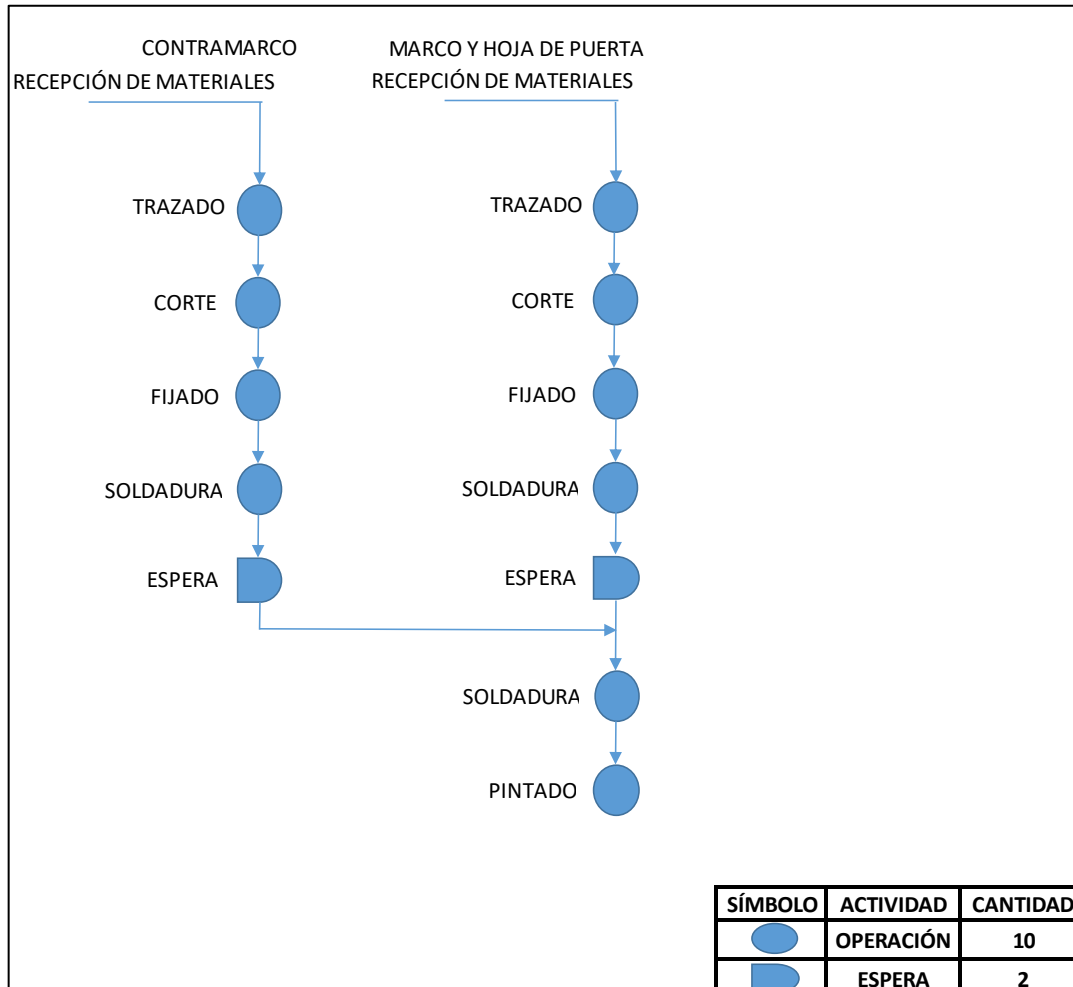 CONTRAMARCO
RECEPCIÓN DE MATERIALES
TRAZADO
CORTE
FIJADO
SOLDADURA
ESPERA
MARCO Y HOJA DE PUERTA
RECEPCIÓN DE MATERIALES
TRAZADO
CORTE
FIJADO
SOLDADURA
ESPERA
SOLDADURA
PINTADO
SÍMBOLO ACTIVIDAD CANTIDAD
OPERACIÓN 10
ESPERA 2